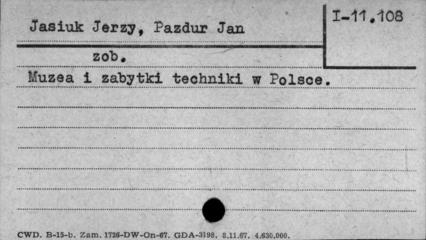 I-11.108
Jasiuk Jerzy, Pazdur Jan
zob.
Muzea i zabytki techniki w Polsce.
CWD. B-15-b. Zam. 1726-DW-On-67. GDA-3198. 8.11.67. 4.630.000.